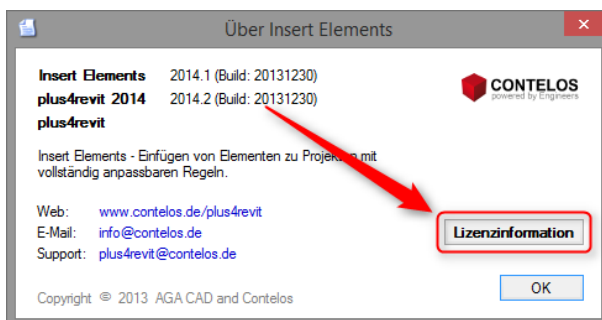 Über Insert Elements
Insert Elements 2014.1 (Build: 20131230)
plus4revit 2014 2014.2 (Build: 20131230)
plus4revit
CONTELOS
powered by Engineers
Insert Elements - Einfügen von Elementen zu Projekten mit
vollständig anpassbaren Regeln.
Web: www.contelos.de/plus4revit
E-Mail: info@contelos.de
Support: plus4revit@contelos.de
Lizenzinformation
OK
Copyright © 2013 AGA CAD and Contelos